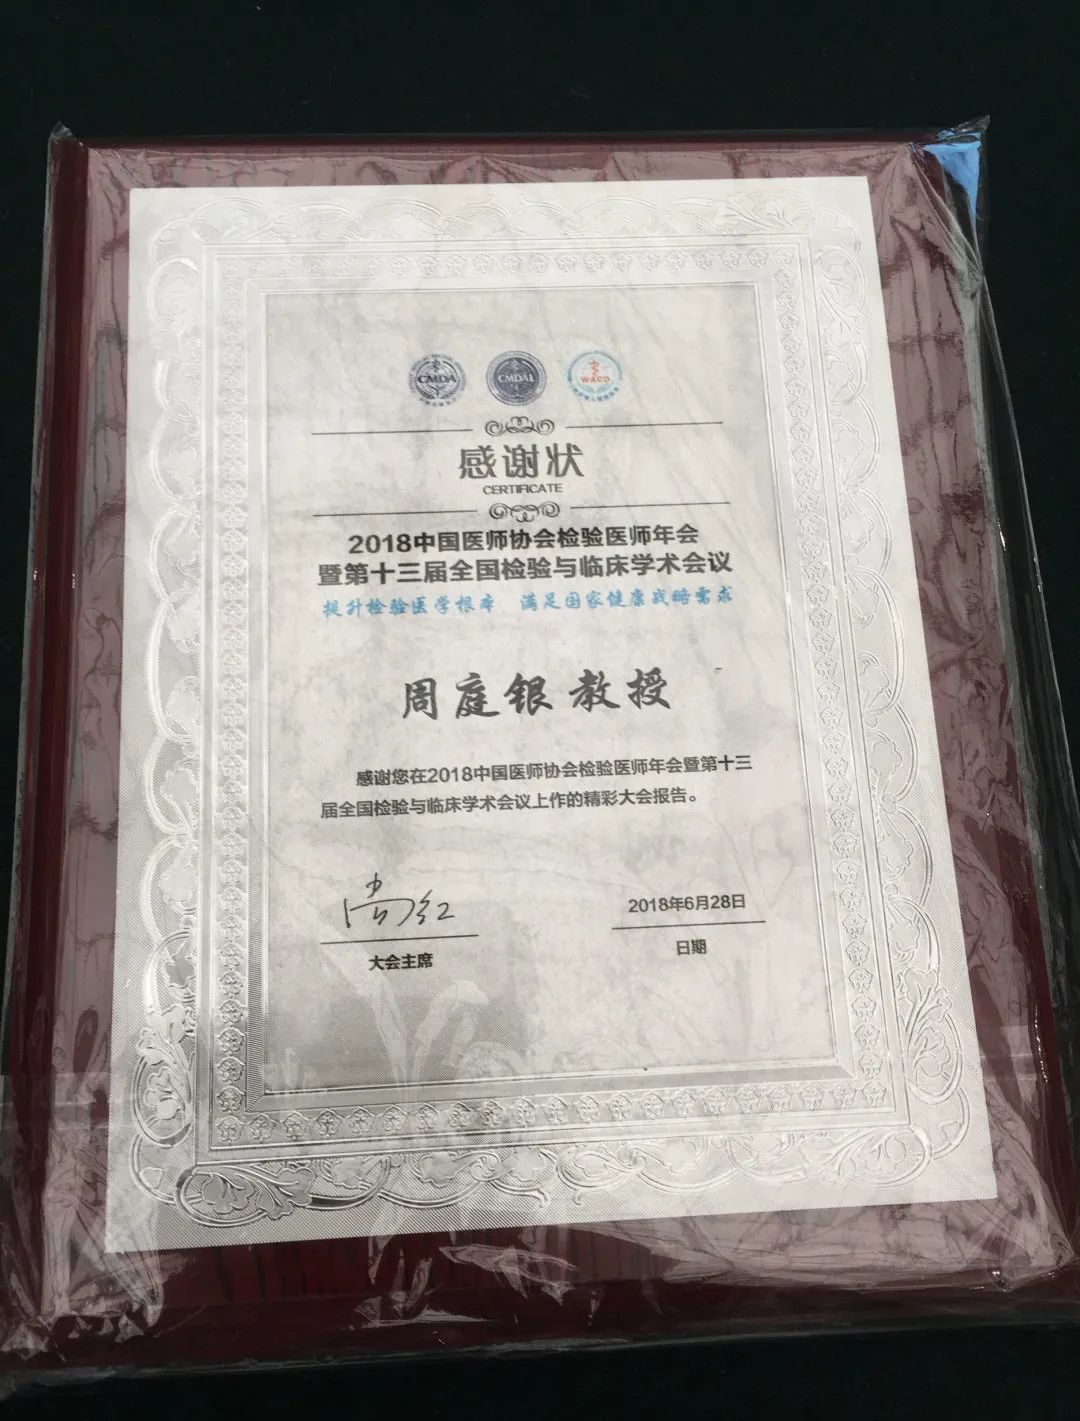 CMDA CMDAL WACD
感谢状
CERTIFICATE
2018中国医师协会检验医师年会
暨第十三届全国检验与临床学术会议
提升检验医学根本 满足国家健康战略需求
周庭银 教授
感谢您在2018中国医师协会检验医师年会暨第十三
届全国检验与临床学术会议上作的精彩大会报告。
尚红
大会主席
2018年6月28日
日期